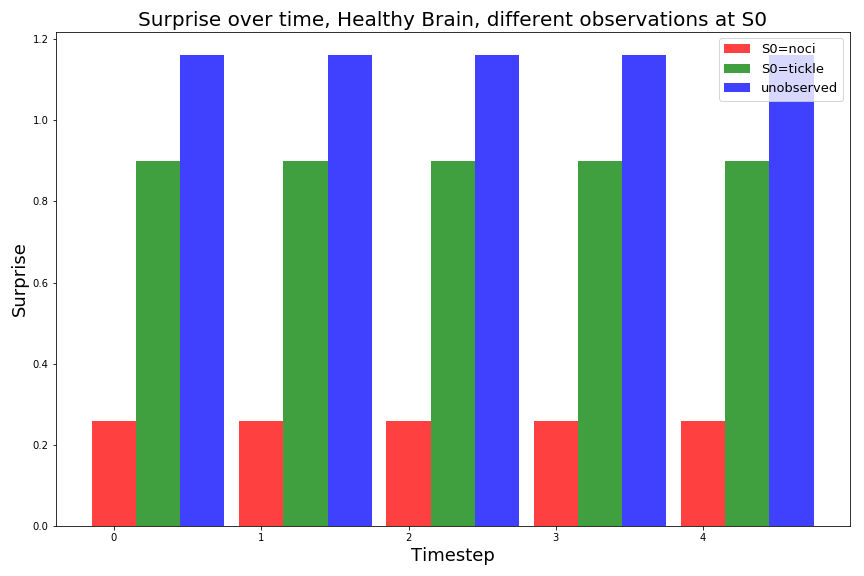 Surprise over time, Healthy Brain, different observations at S0
S0=noci
S0=tickle
unobserved
Surprise
1.2
1.0
0.8
0.6
0.4
0.2
0.0
0 1 2 3 4
Timestep